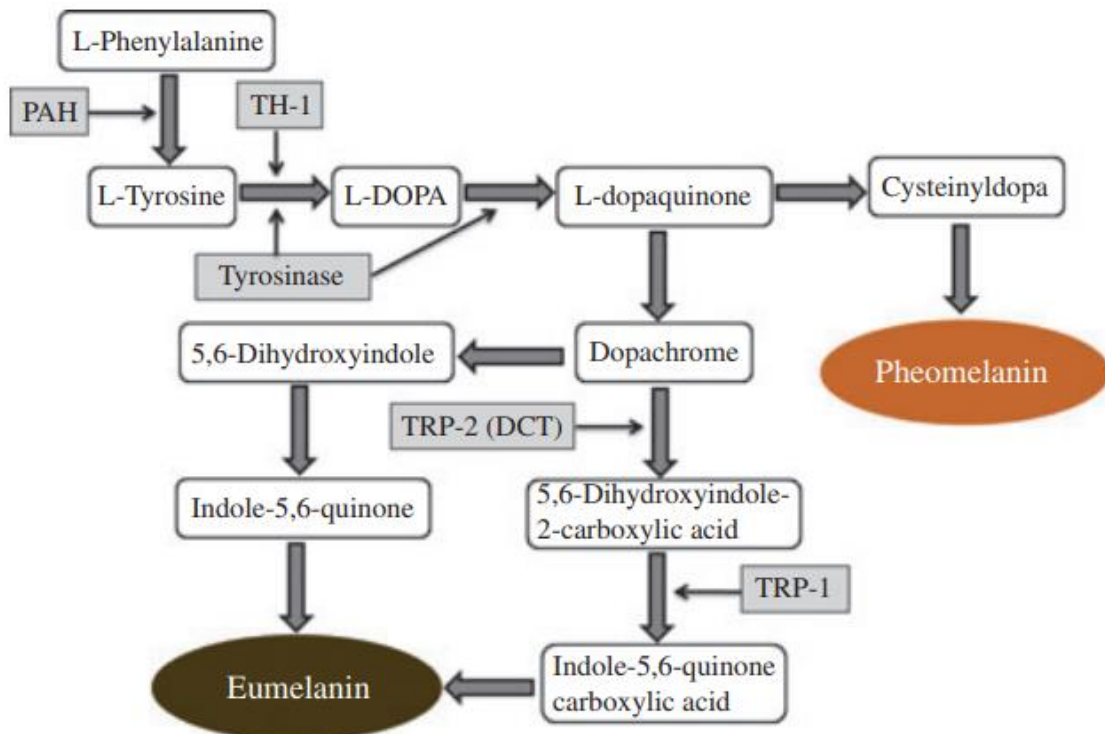 L-Phenylalanine
PAH
TH-1
L-Tyrosine
L-DOPA
L-dopaquinone
Cysteinyldopa
Tyrosinase
5,6-Dihydroxyindole
Dopachrome
Pheomelanin
TRP-2 (DCT)
Indole-5,6-quinone
5,6-Dihydroxyindole-
2-carboxylic acid
TRP-1
Eumelanin
Indole-5,6-quinone
carboxylic acid